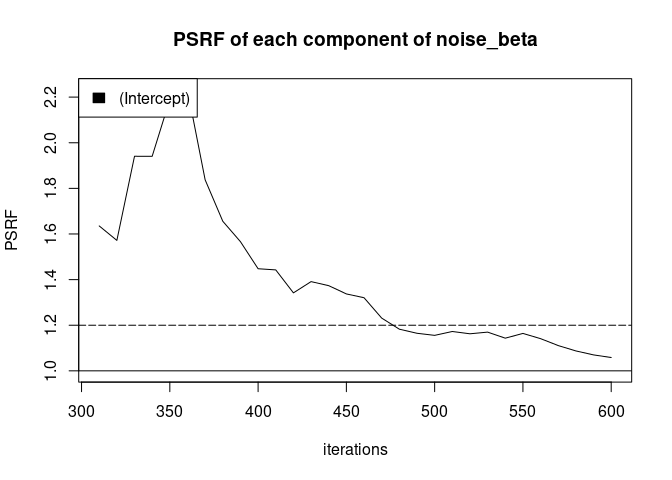 PSRF of each component of noise_beta
(Intercept)
PSRF
2.2
2.0
1.8
1.6
1.4
1.2
1.0
300 350 400 450 500 550 600
iterations